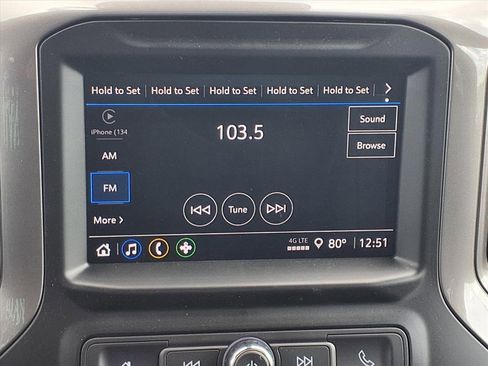 Hold to Set Hold to Set Hold to Set Hold to Set Hold to Set
iPhone (134
103.5
Sound
AM
Browse
FM
More
Tune
4G LTE 80° 12:51